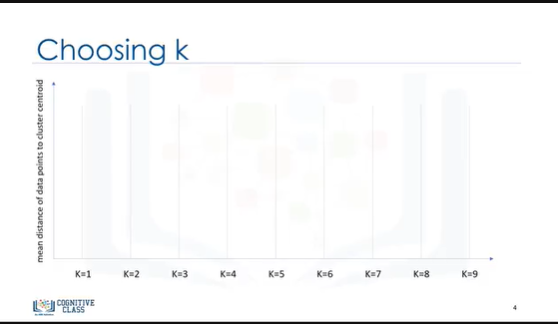 Choosing k
mean distance of data points to cluster centroid
K=1 K=2 K=3 K=4 K=5 K=6 K=7 K=8 K=9
COGNITIVE
CLASS
4